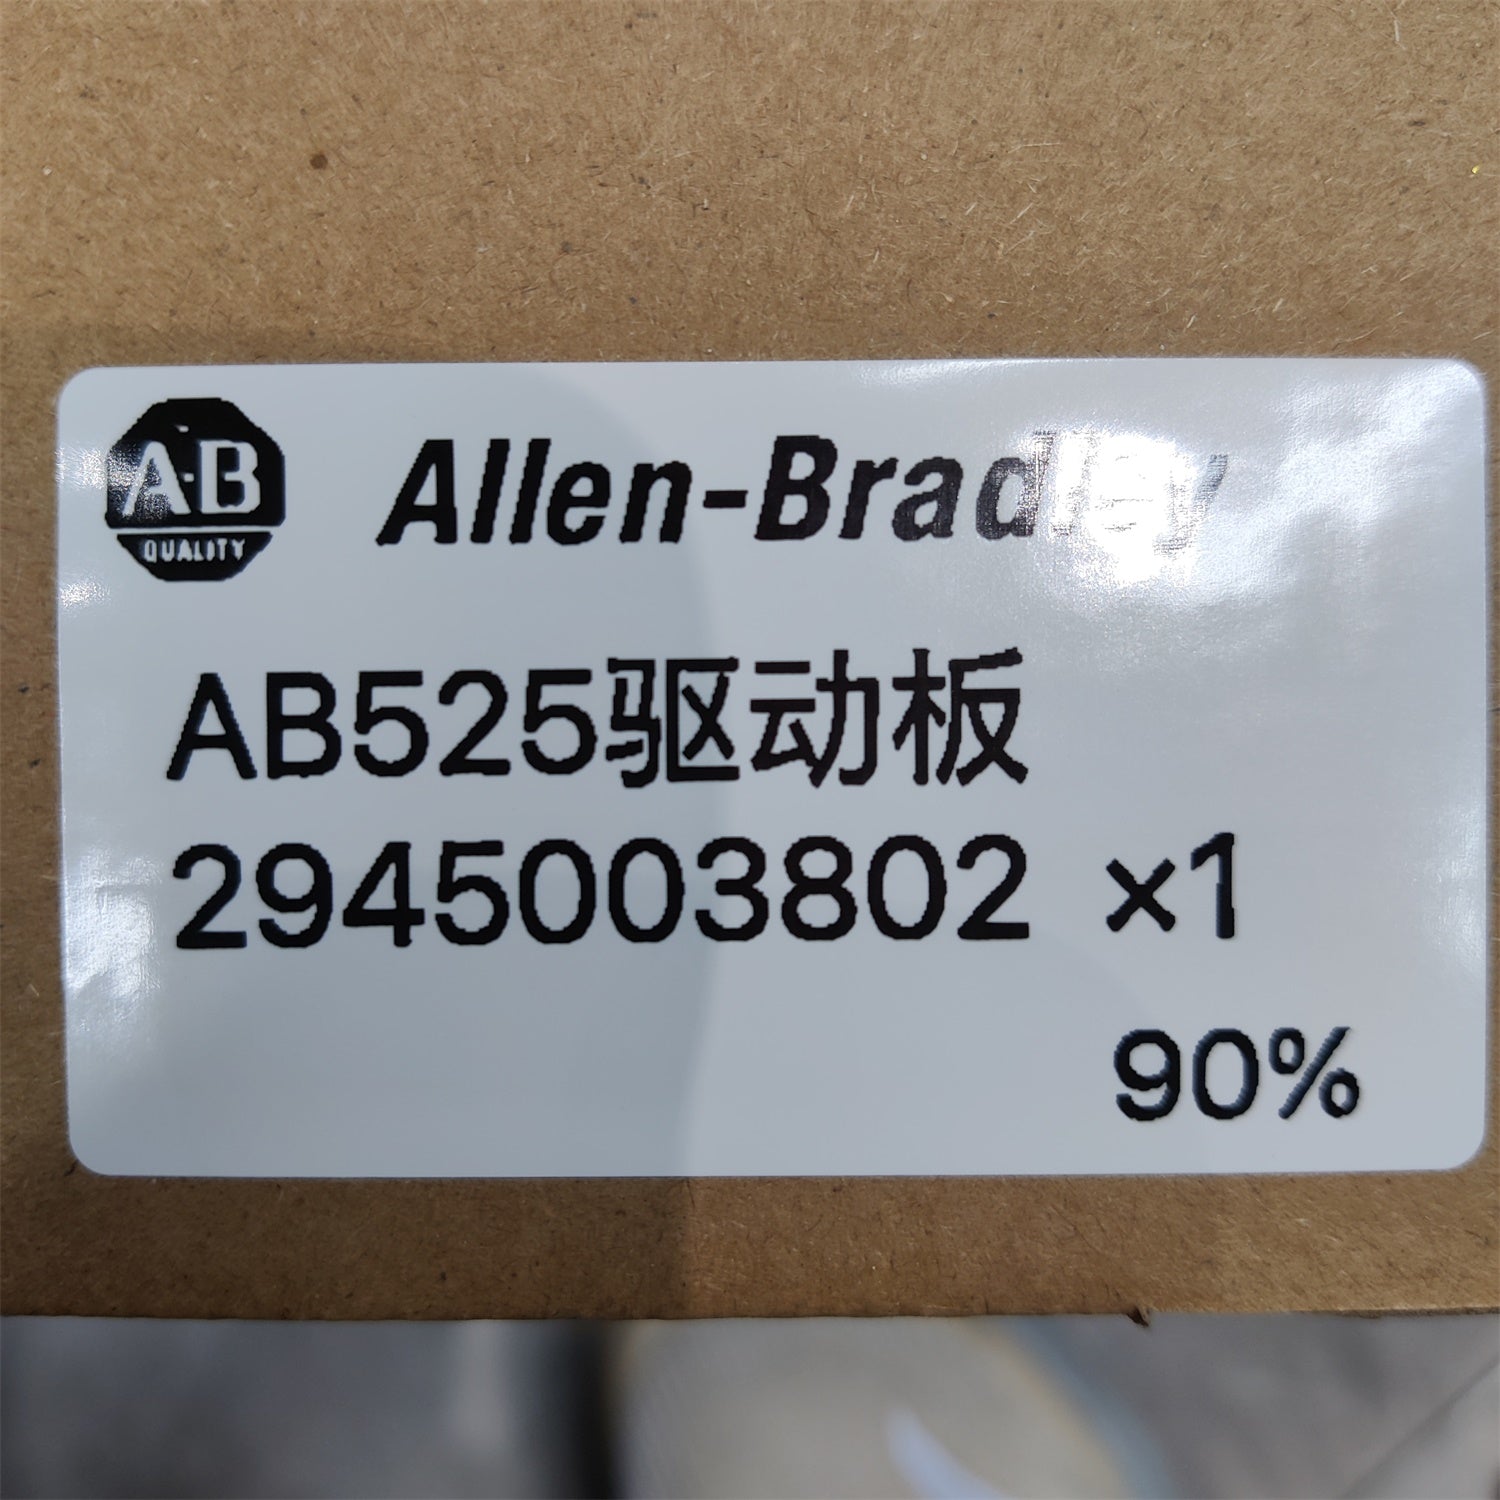 A-B
QUALITY
Allen-Bradley
AB525驱动板
2945003802 ×1
90%